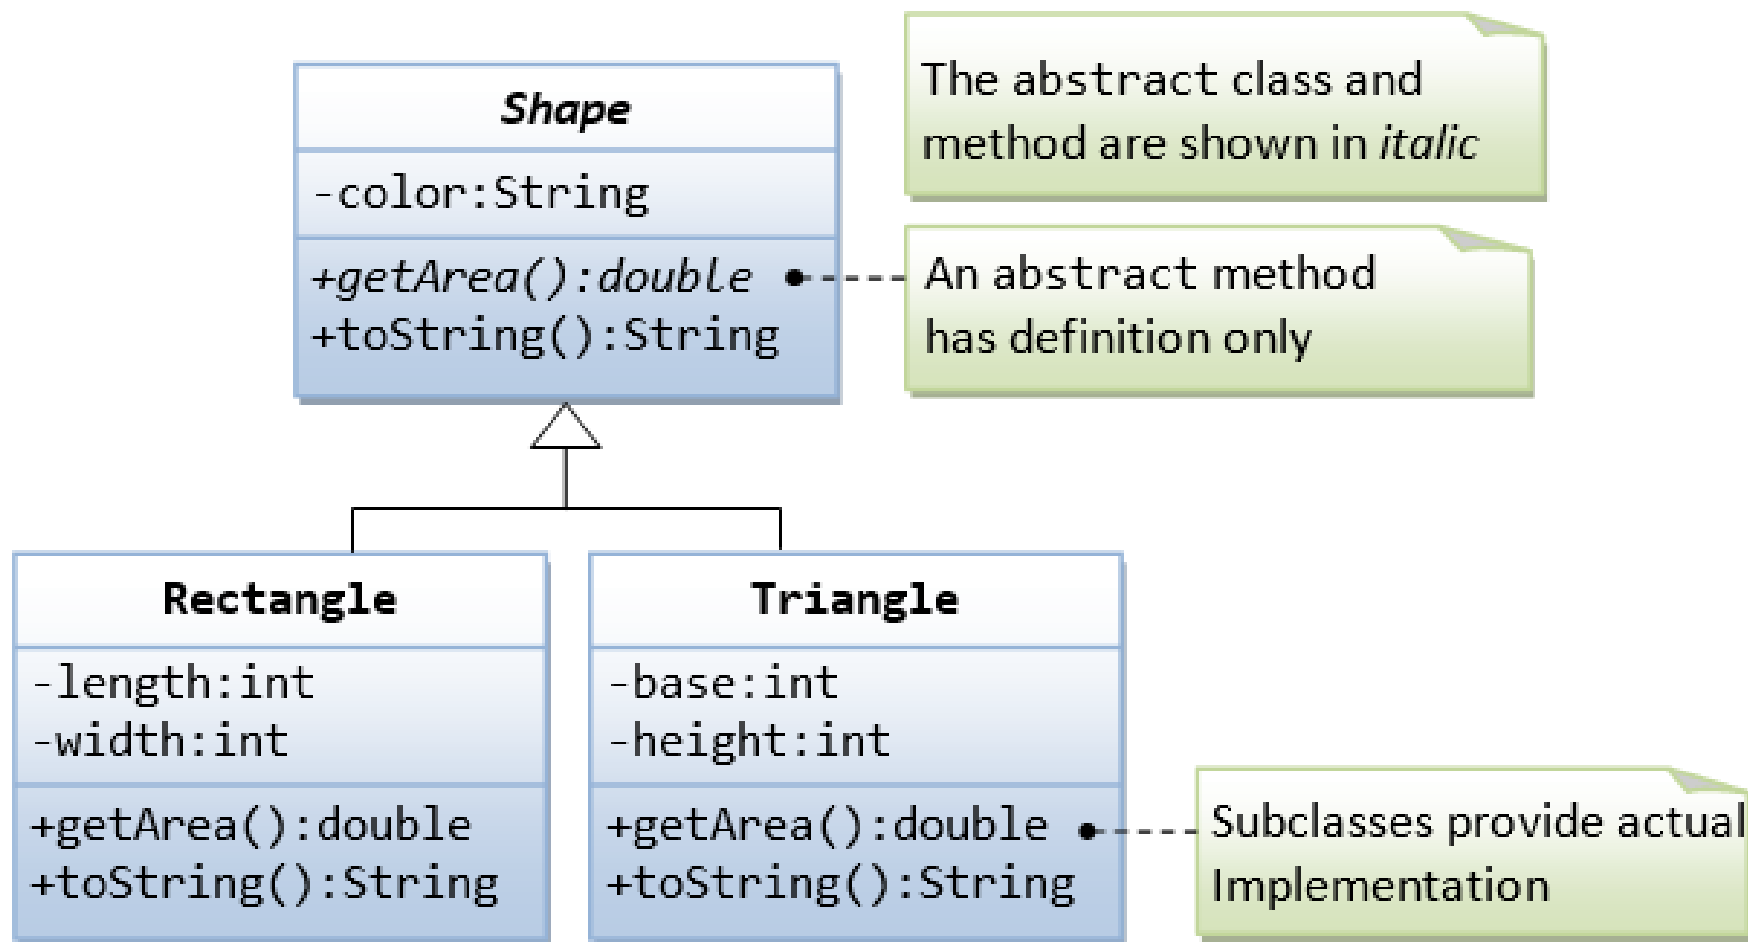 Shape
-color:String
+getArea():double
+toString():String
The abstract class and
method are shown in italic
An abstract method
has definition only
Rectangle
-length:int
-width:int
+getArea():double
+toString():String
Triangle
-base:int
-height:int
+getArea():double
+toString():String
Subclasses provide actual
Implementation